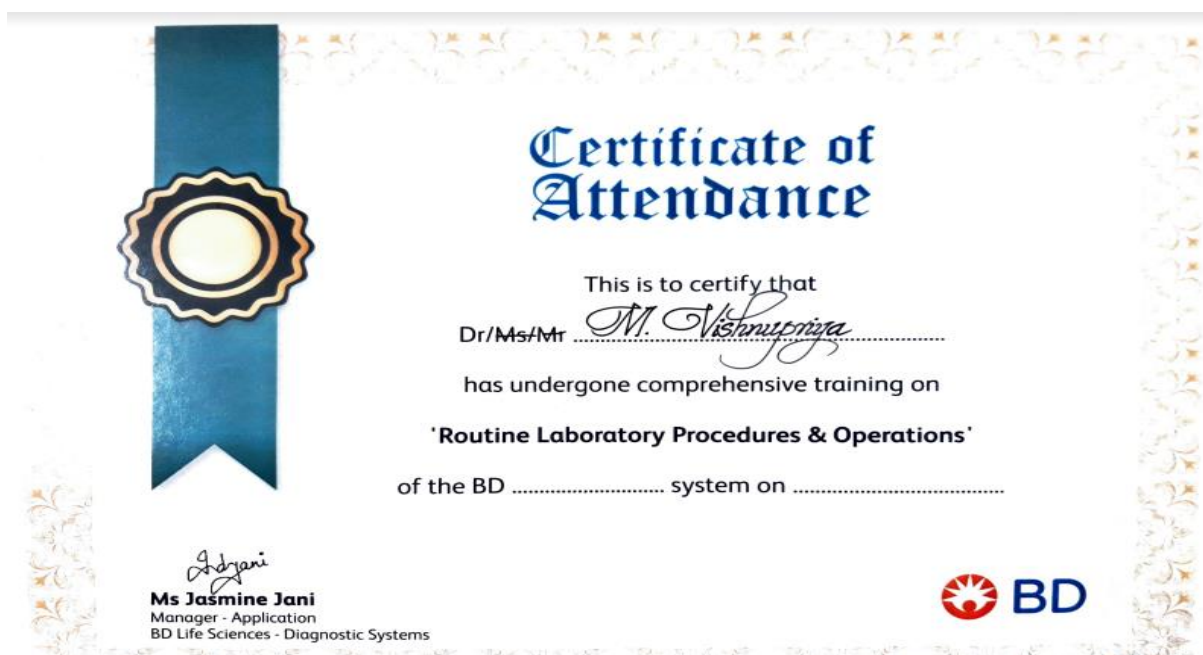 Certificate of
Attendance
This is to certify that
Dr/Ms/Mr M. Vishnupriya
has undergone comprehensive training on
'Routine Laboratory Procedures & Operations'
of the BD ........................ system on ..................................
Ms Jasmine Jani
Manager - Application
BD Life Sciences - Diagnostic Systems
BD